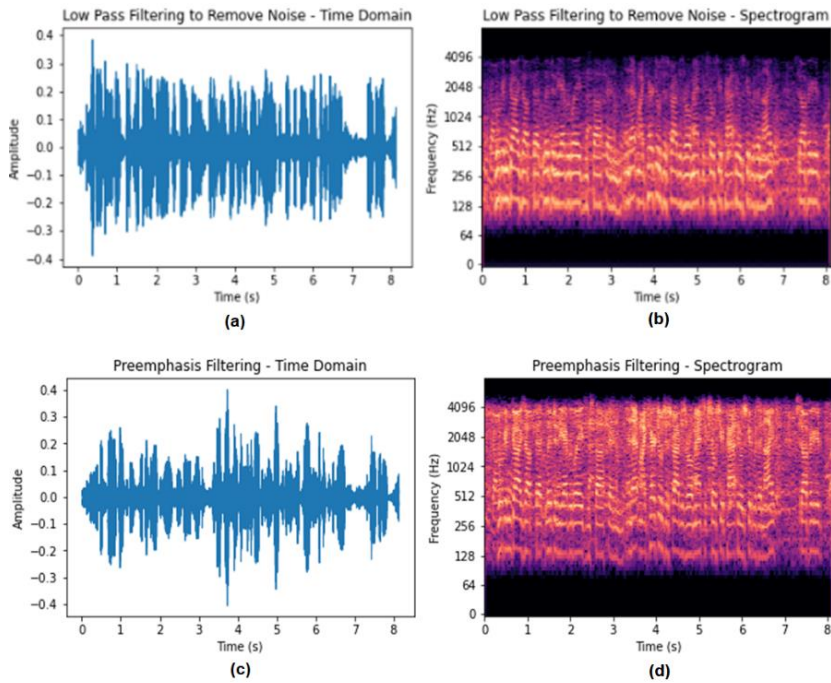 Low Pass Filtering to Remove Noise - Time Domain
0.4
0.3
0.2
0.1
0.0
−0.1
−0.2
−0.3
−0.4
Amplitude
0 1 2 3 4 5 6 7 8
Time (s)
(a)
Low Pass Filtering to Remove Noise - Spectrogram
4096
2048
1024
512
256
128
64
0
Frequency (Hz)
0 1 2 3 4 5 6 7 8
Time (s)
(b)
Preemphasis Filtering - Time Domain
0.4
0.3
0.2
0.1
0.0
−0.1
−0.2
−0.3
−0.4
Amplitude
0 1 2 3 4 5 6 7 8
Time (s)
(c)
Preemphasis Filtering - Spectrogram
4096
2048
1024
512
256
128
64
0
Frequency (Hz)
0 1 2 3 4 5 6 7 8
Time (s)
(d)